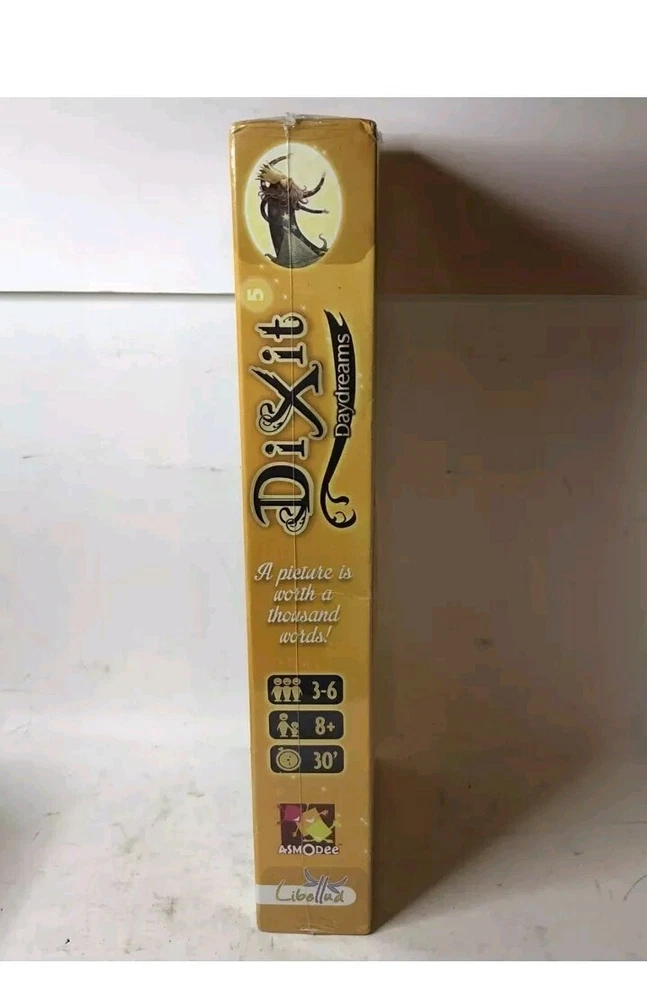 5
Dixit
Daydreams
A picture is
worth a
thousand
words!
3-6
8+
30'
ASMODEE
Libellud